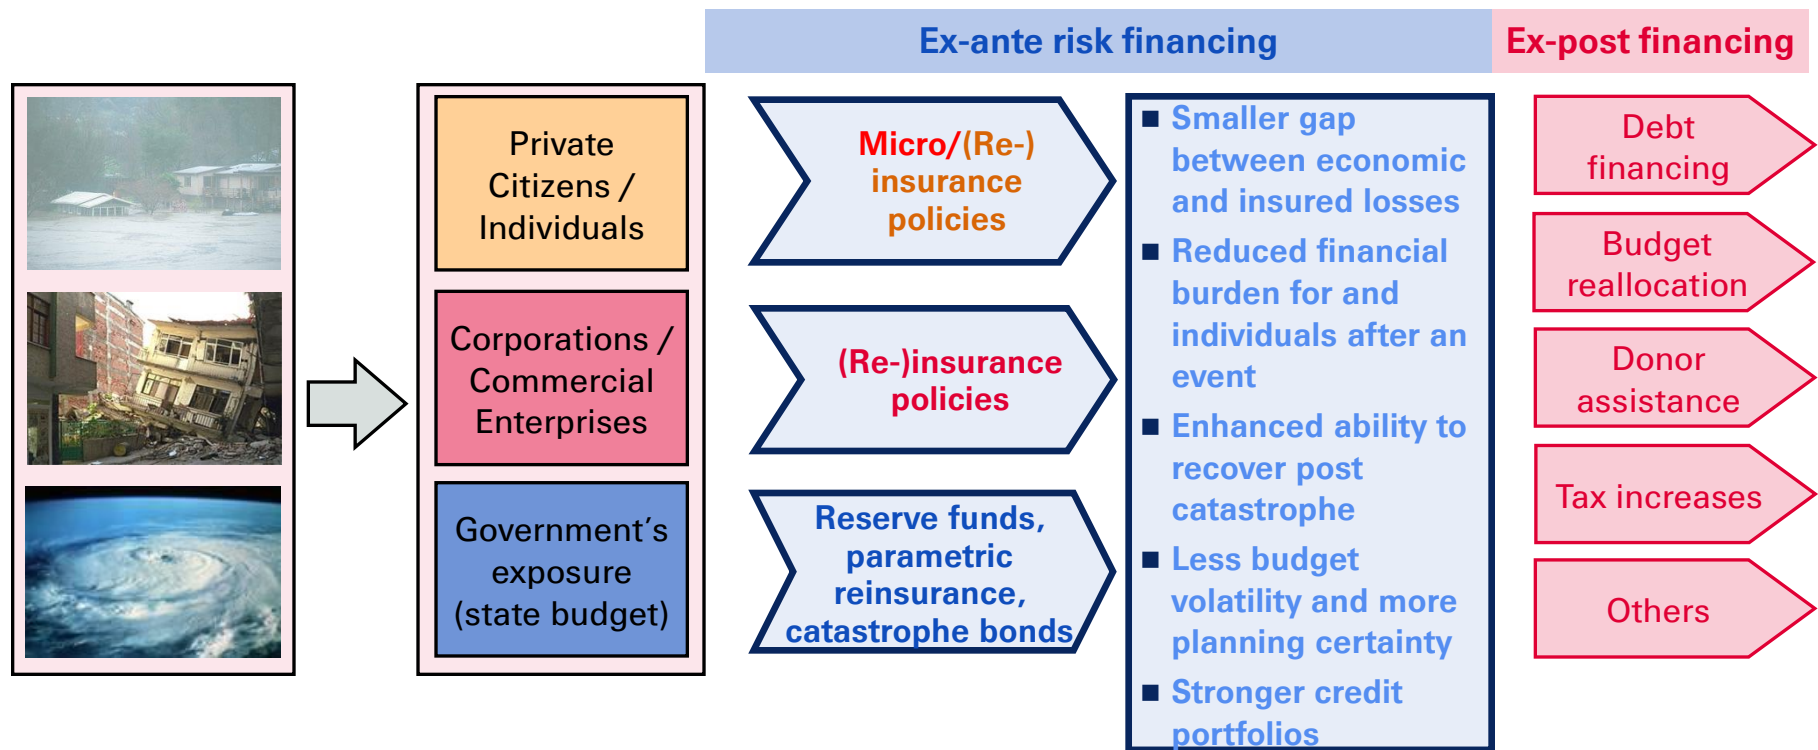 Ex-ante risk financing
Ex-post financing
Private
Citizens /
Individuals
Corporations /
Commercial
Enterprises
Government's
exposure
(state budget)
Micro/(Re-)
insurance
policies
(Re-)insurance
policies
Reserve funds,
parametric
reinsurance,
catastrophe bonds
■ Smaller gap
between economic
and insured losses
■ Reduced financial
burden for and
individuals after an
event
■ Enhanced ability to
recover post
catastrophe
■ Less budget
volatility and more
planning certainty
■ Stronger credit
portfolios
Debt
financing
Budget
reallocation
Donor
assistance
Tax increases
Others